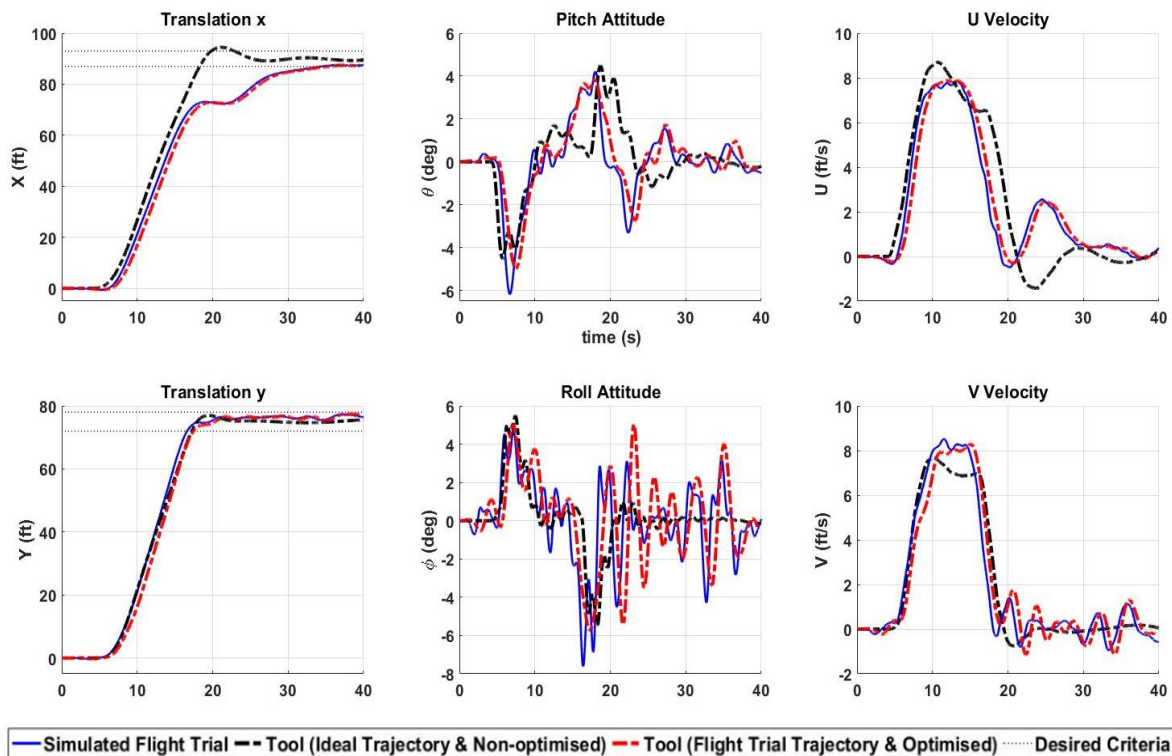 Translation x
Pitch Attitude
U Velocity
100
80
60
40
20
0
X (ft)
0 10 20 30 40
6
4
2
0
-2
-4
-6
θ (deg)
0 10 20 30 40
time (s)
10
8
6
4
2
0
-2
U (ft/s)
0 10 20 30 40
Translation y
Roll Attitude
V Velocity
80
60
40
20
0
Y (ft)
0 10 20 30 40
8
6
4
2
0
-2
-4
-6
-8
ϕ (deg)
0 10 20 30 40
10
8
6
4
2
0
-2
V (ft/s)
0 10 20 30 40
Simulated Flight Trial Tool (Ideal Trajectory & Non-optimised) Tool (Flight Trial Trajectory & Optimised) Desired Criteria